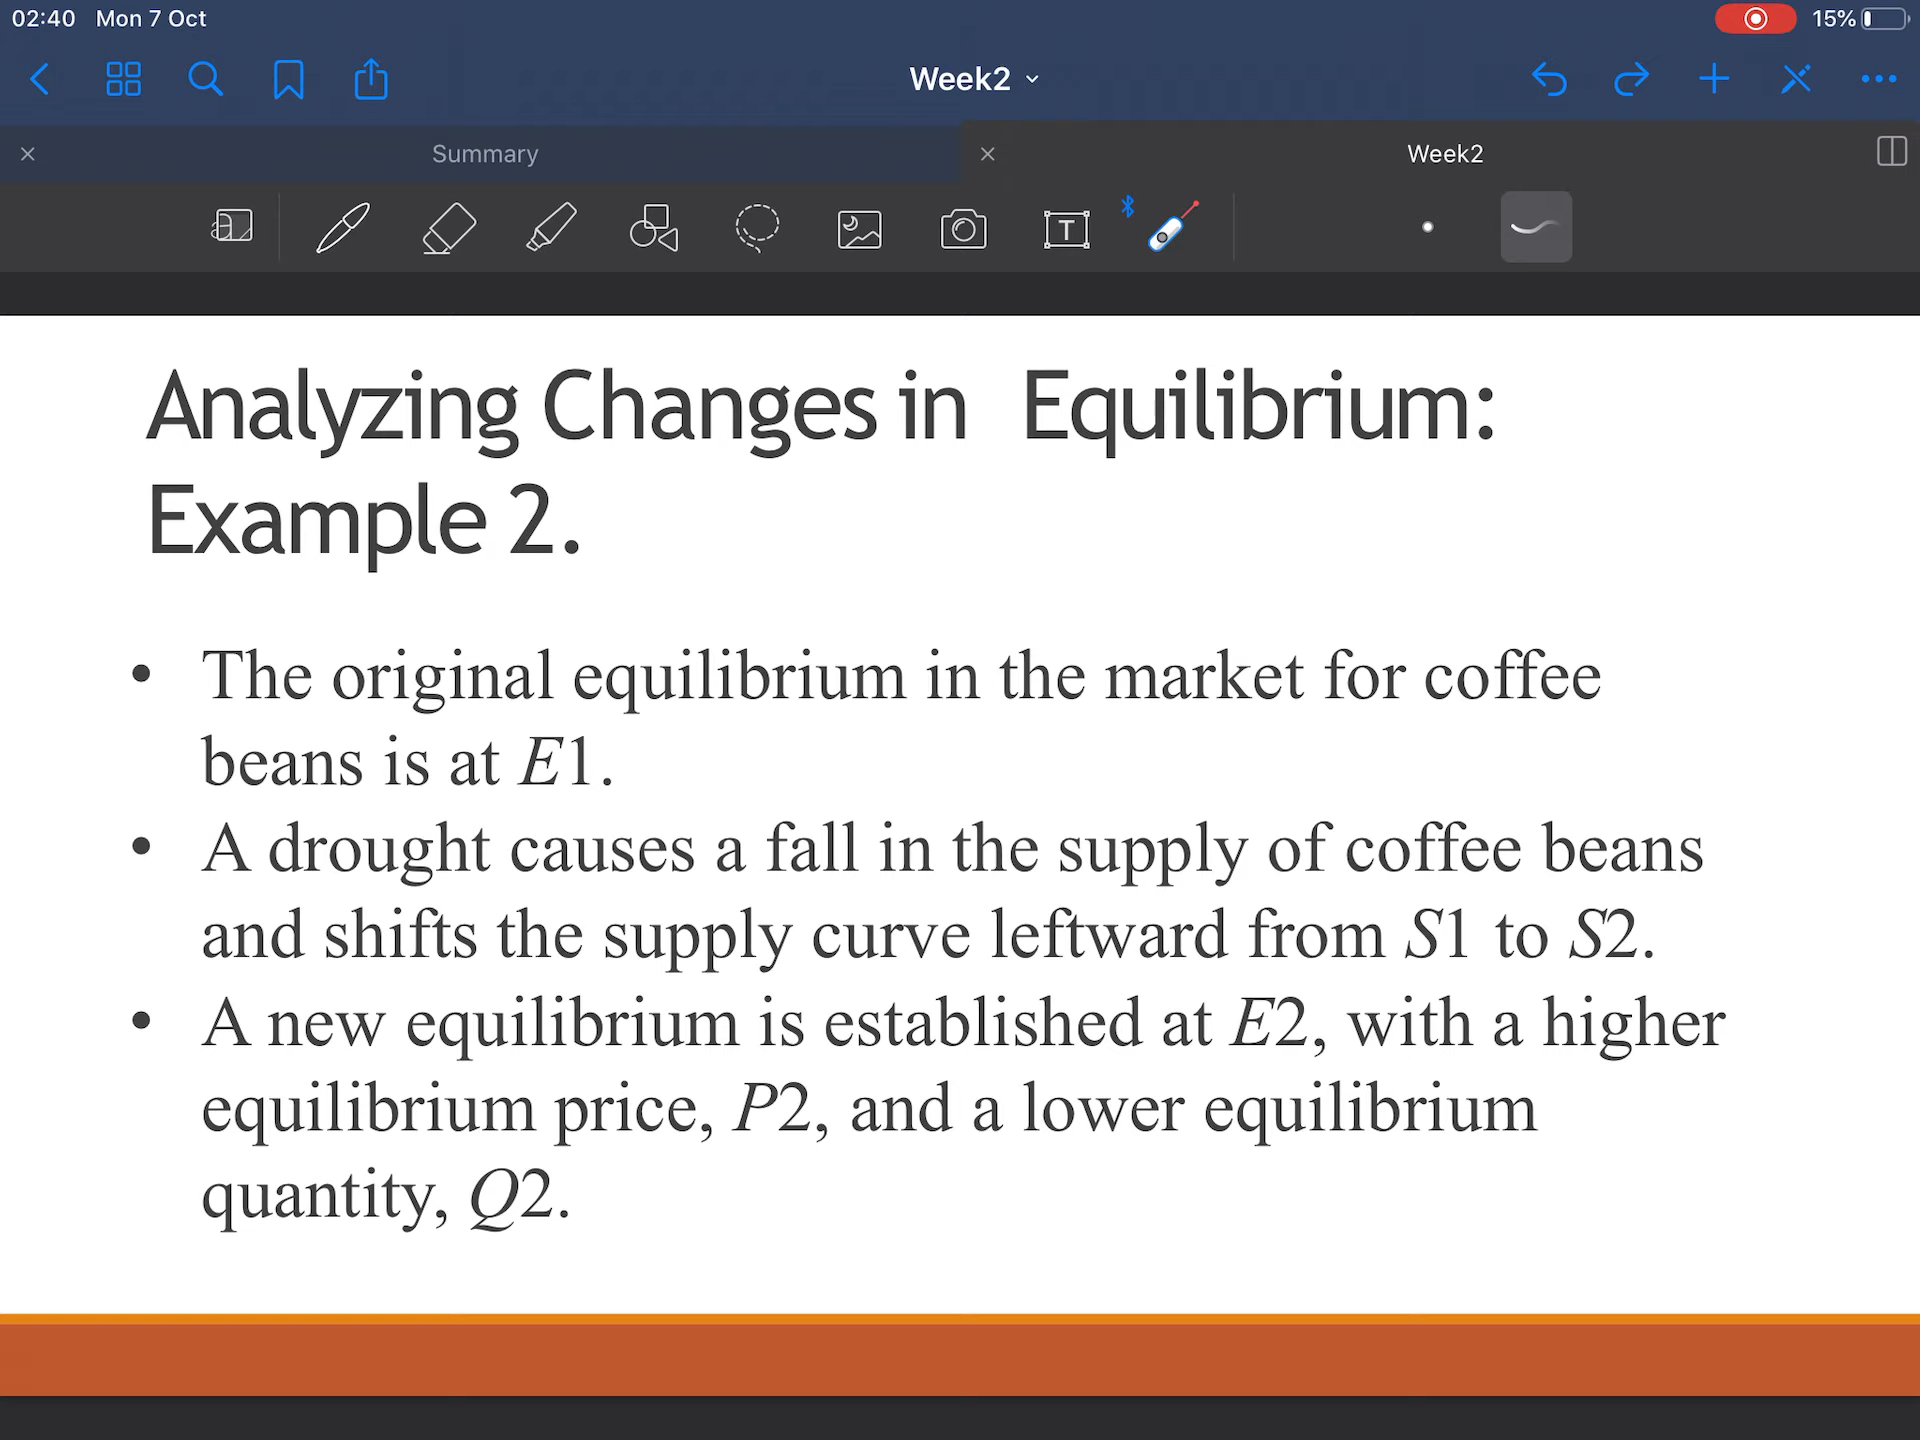 02:40 Mon 7 Oct 15%
Week2
Summary Week2
T
Analyzing Changes in Equilibrium:
Example 2.
• The original equilibrium in the market for coffee
beans is at E1.
• A drought causes a fall in the supply of coffee beans
and shifts the supply curve leftward from S1 to S2.
• A new equilibrium is established at E2, with a higher
equilibrium price, P2, and a lower equilibrium
quantity, Q2.